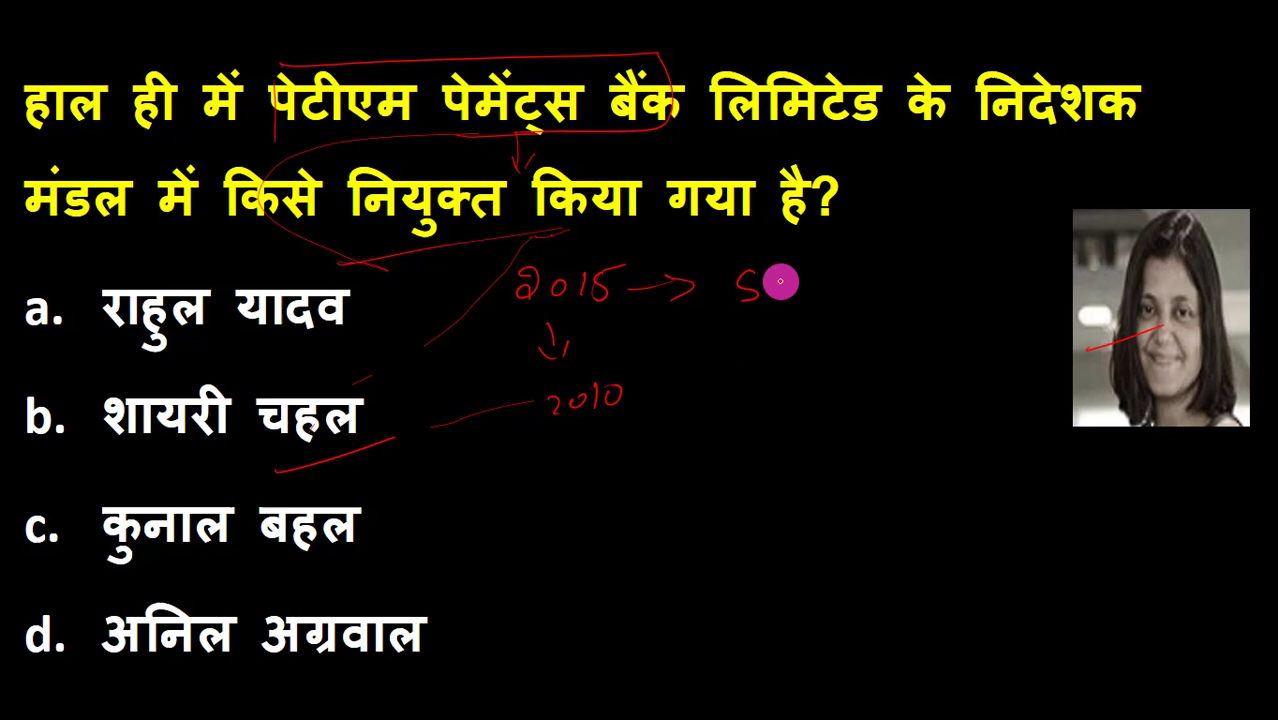 हाल ही में पेटीएम पेमेंट्स बैंक लिमिटेड के निदेशक
मंडल में किसे नियुक्त किया गया है?
2015 → S
a. राहुल यादव
2010
b. शायरी चहल
c. कुनाल बहल
d. अनिल अग्रवाल